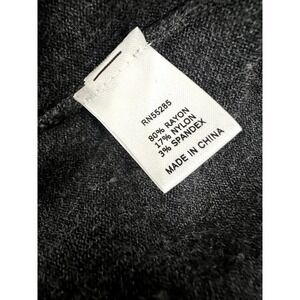 RN55285
80% RAYON
17% NYLON
3% SPANDEX
MADE IN CHINA